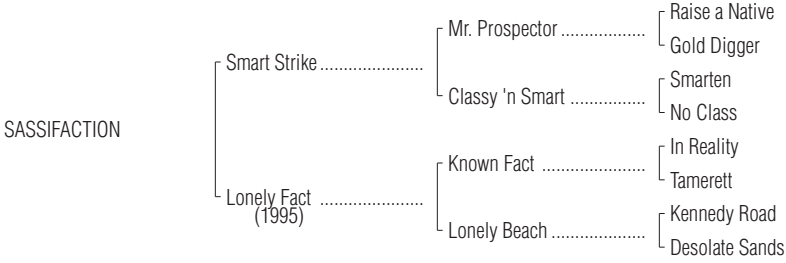 Raise a Native
Mr. Prospector ..................
Gold Digger
Smart Strike ......................
Smarten
Classy 'n Smart ................
No Class
SASSIFACTION
In Reality
Known Fact ......................
Tamerett
Lonely Fact ......................
(1995)
Kennedy Road
Lonely Beach ....................
Desolate Sands